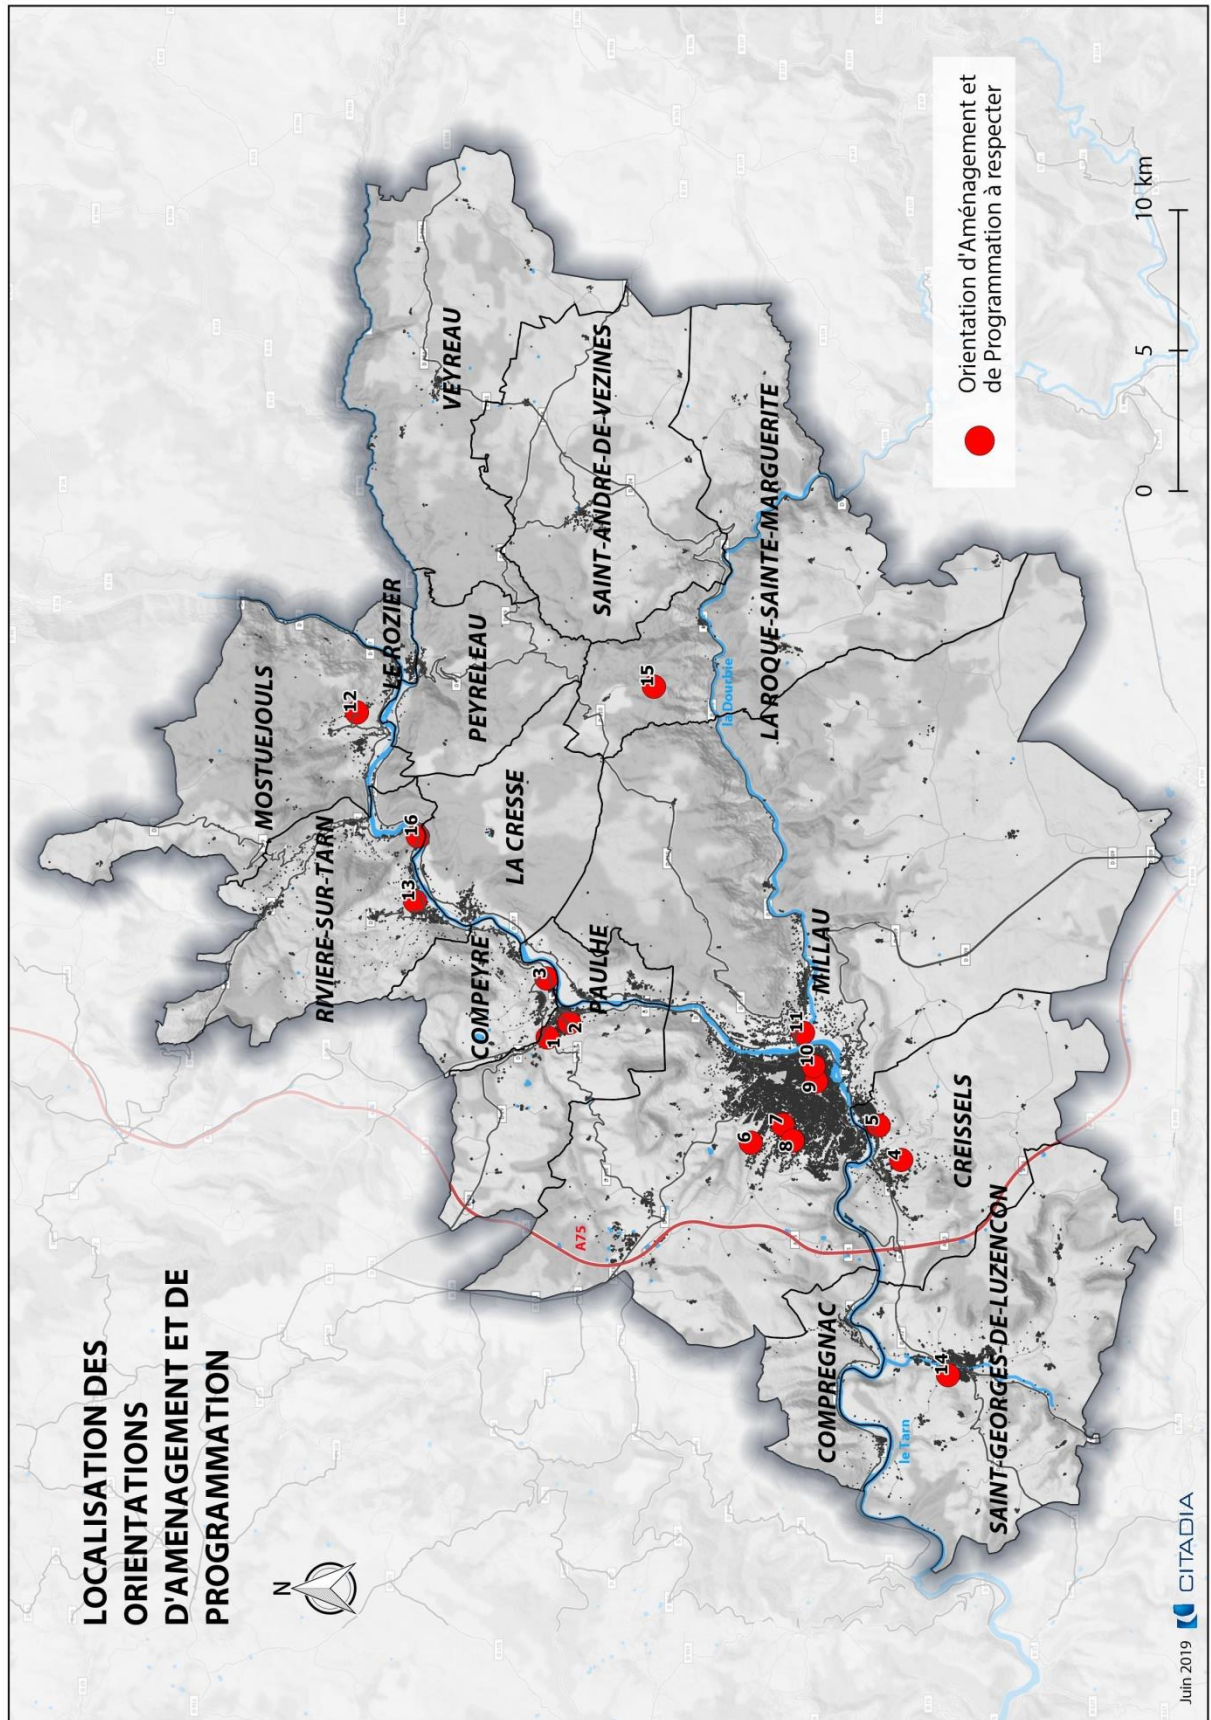 LOCALISATION DES
ORIENTATIONS
D'AMENAGEMENT ET DE
PROGRAMMATION
N
MOSTUEJOULS
12
LE ROZIER
RIVIERE-SUR-TARN
16
13
PEYRELEAU
VEYREAU
COMPEYRE
LA CRESSE
3
1
2
PAULHE
SAINT-ANDRE-DE-VEZINES
15
A75
la Dourbie
LA ROQUE-SAINTE-MARGUERITE
6
7
8
9
10
11
MILLAU
5
4
CREISSELS
COMPREGNAC
le Tarn
14
SAINT-GEORGES-DE-LUZENCON
Orientation d'Aménagement et
de Programmation à respecter
0 5 10 km
Juin 2019 CITADIA